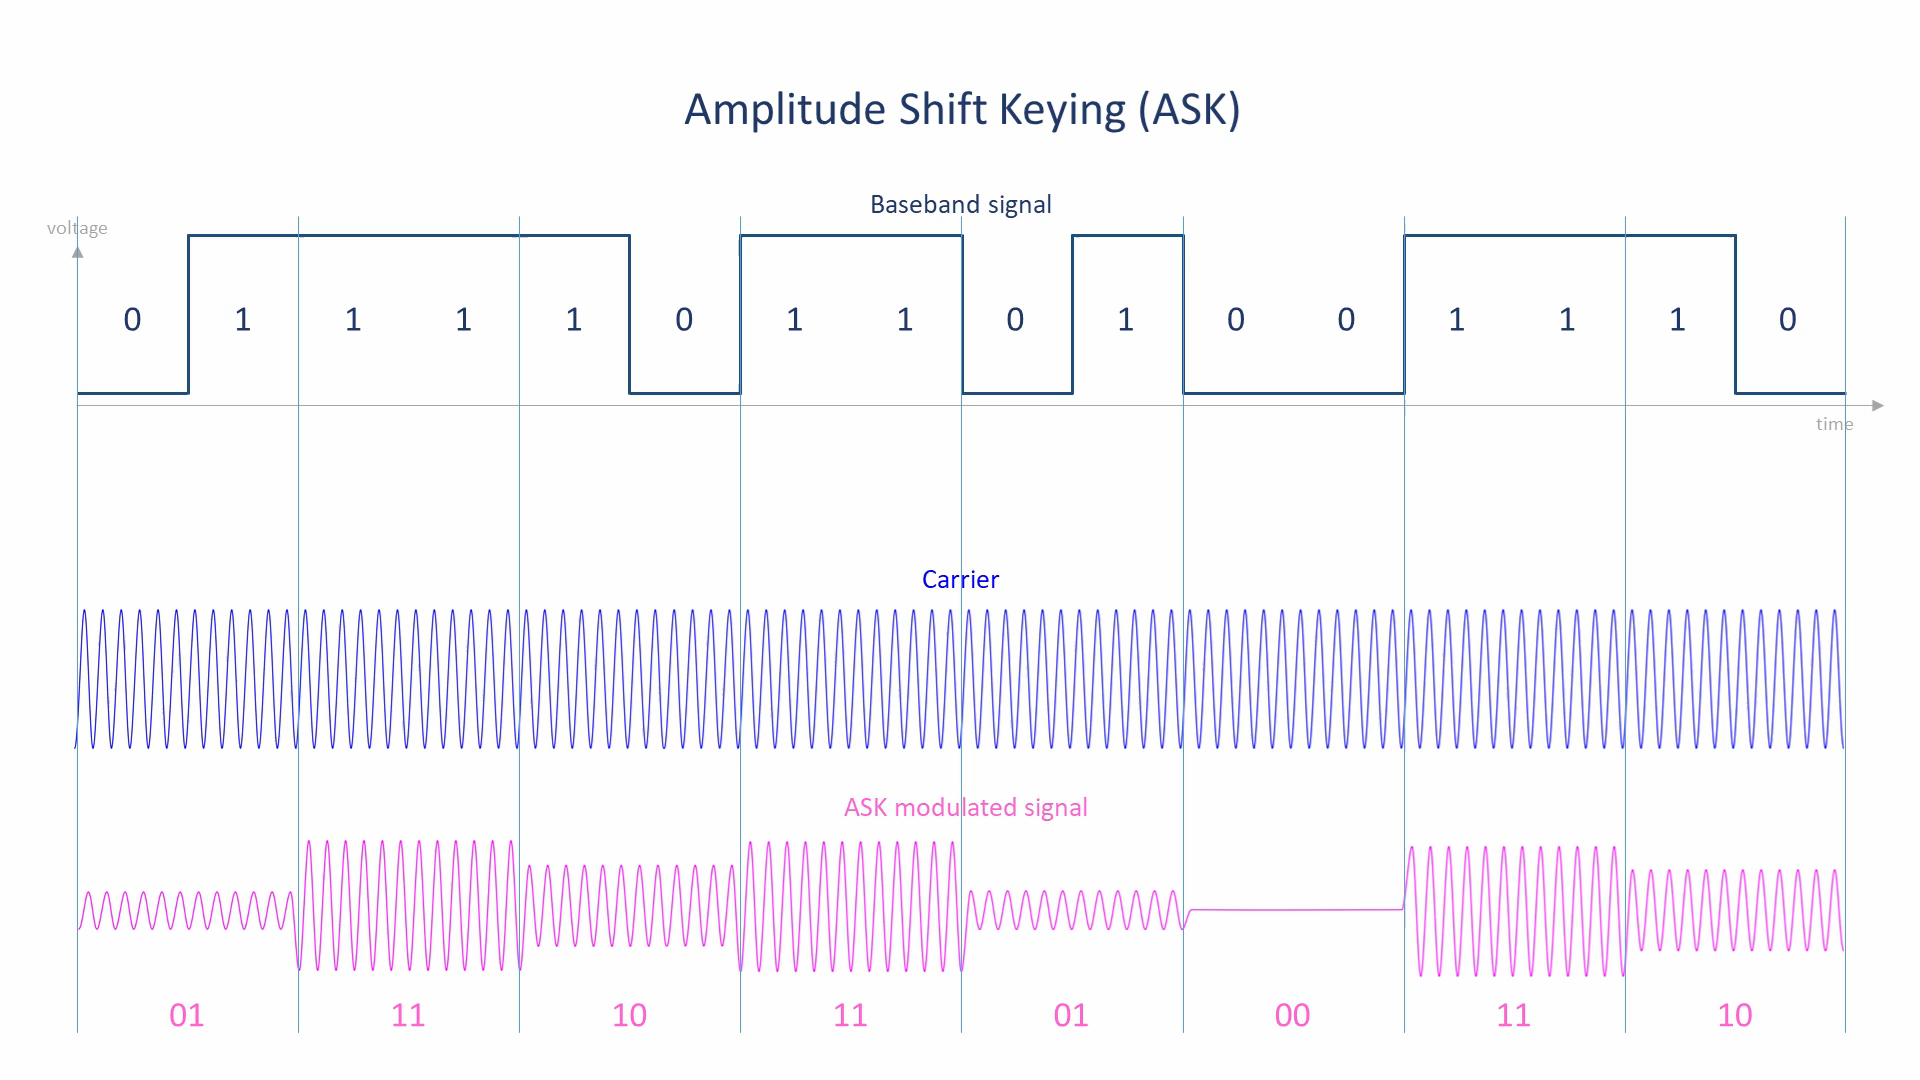 Amplitude Shift Keying (ASK)
Baseband signal
voltage
0 1 1 1 1 0 1 1 0 1 0 0 1 1 1 0
time
Carrier
ASK modulated signal
01 11 10 11 01 00 11 10